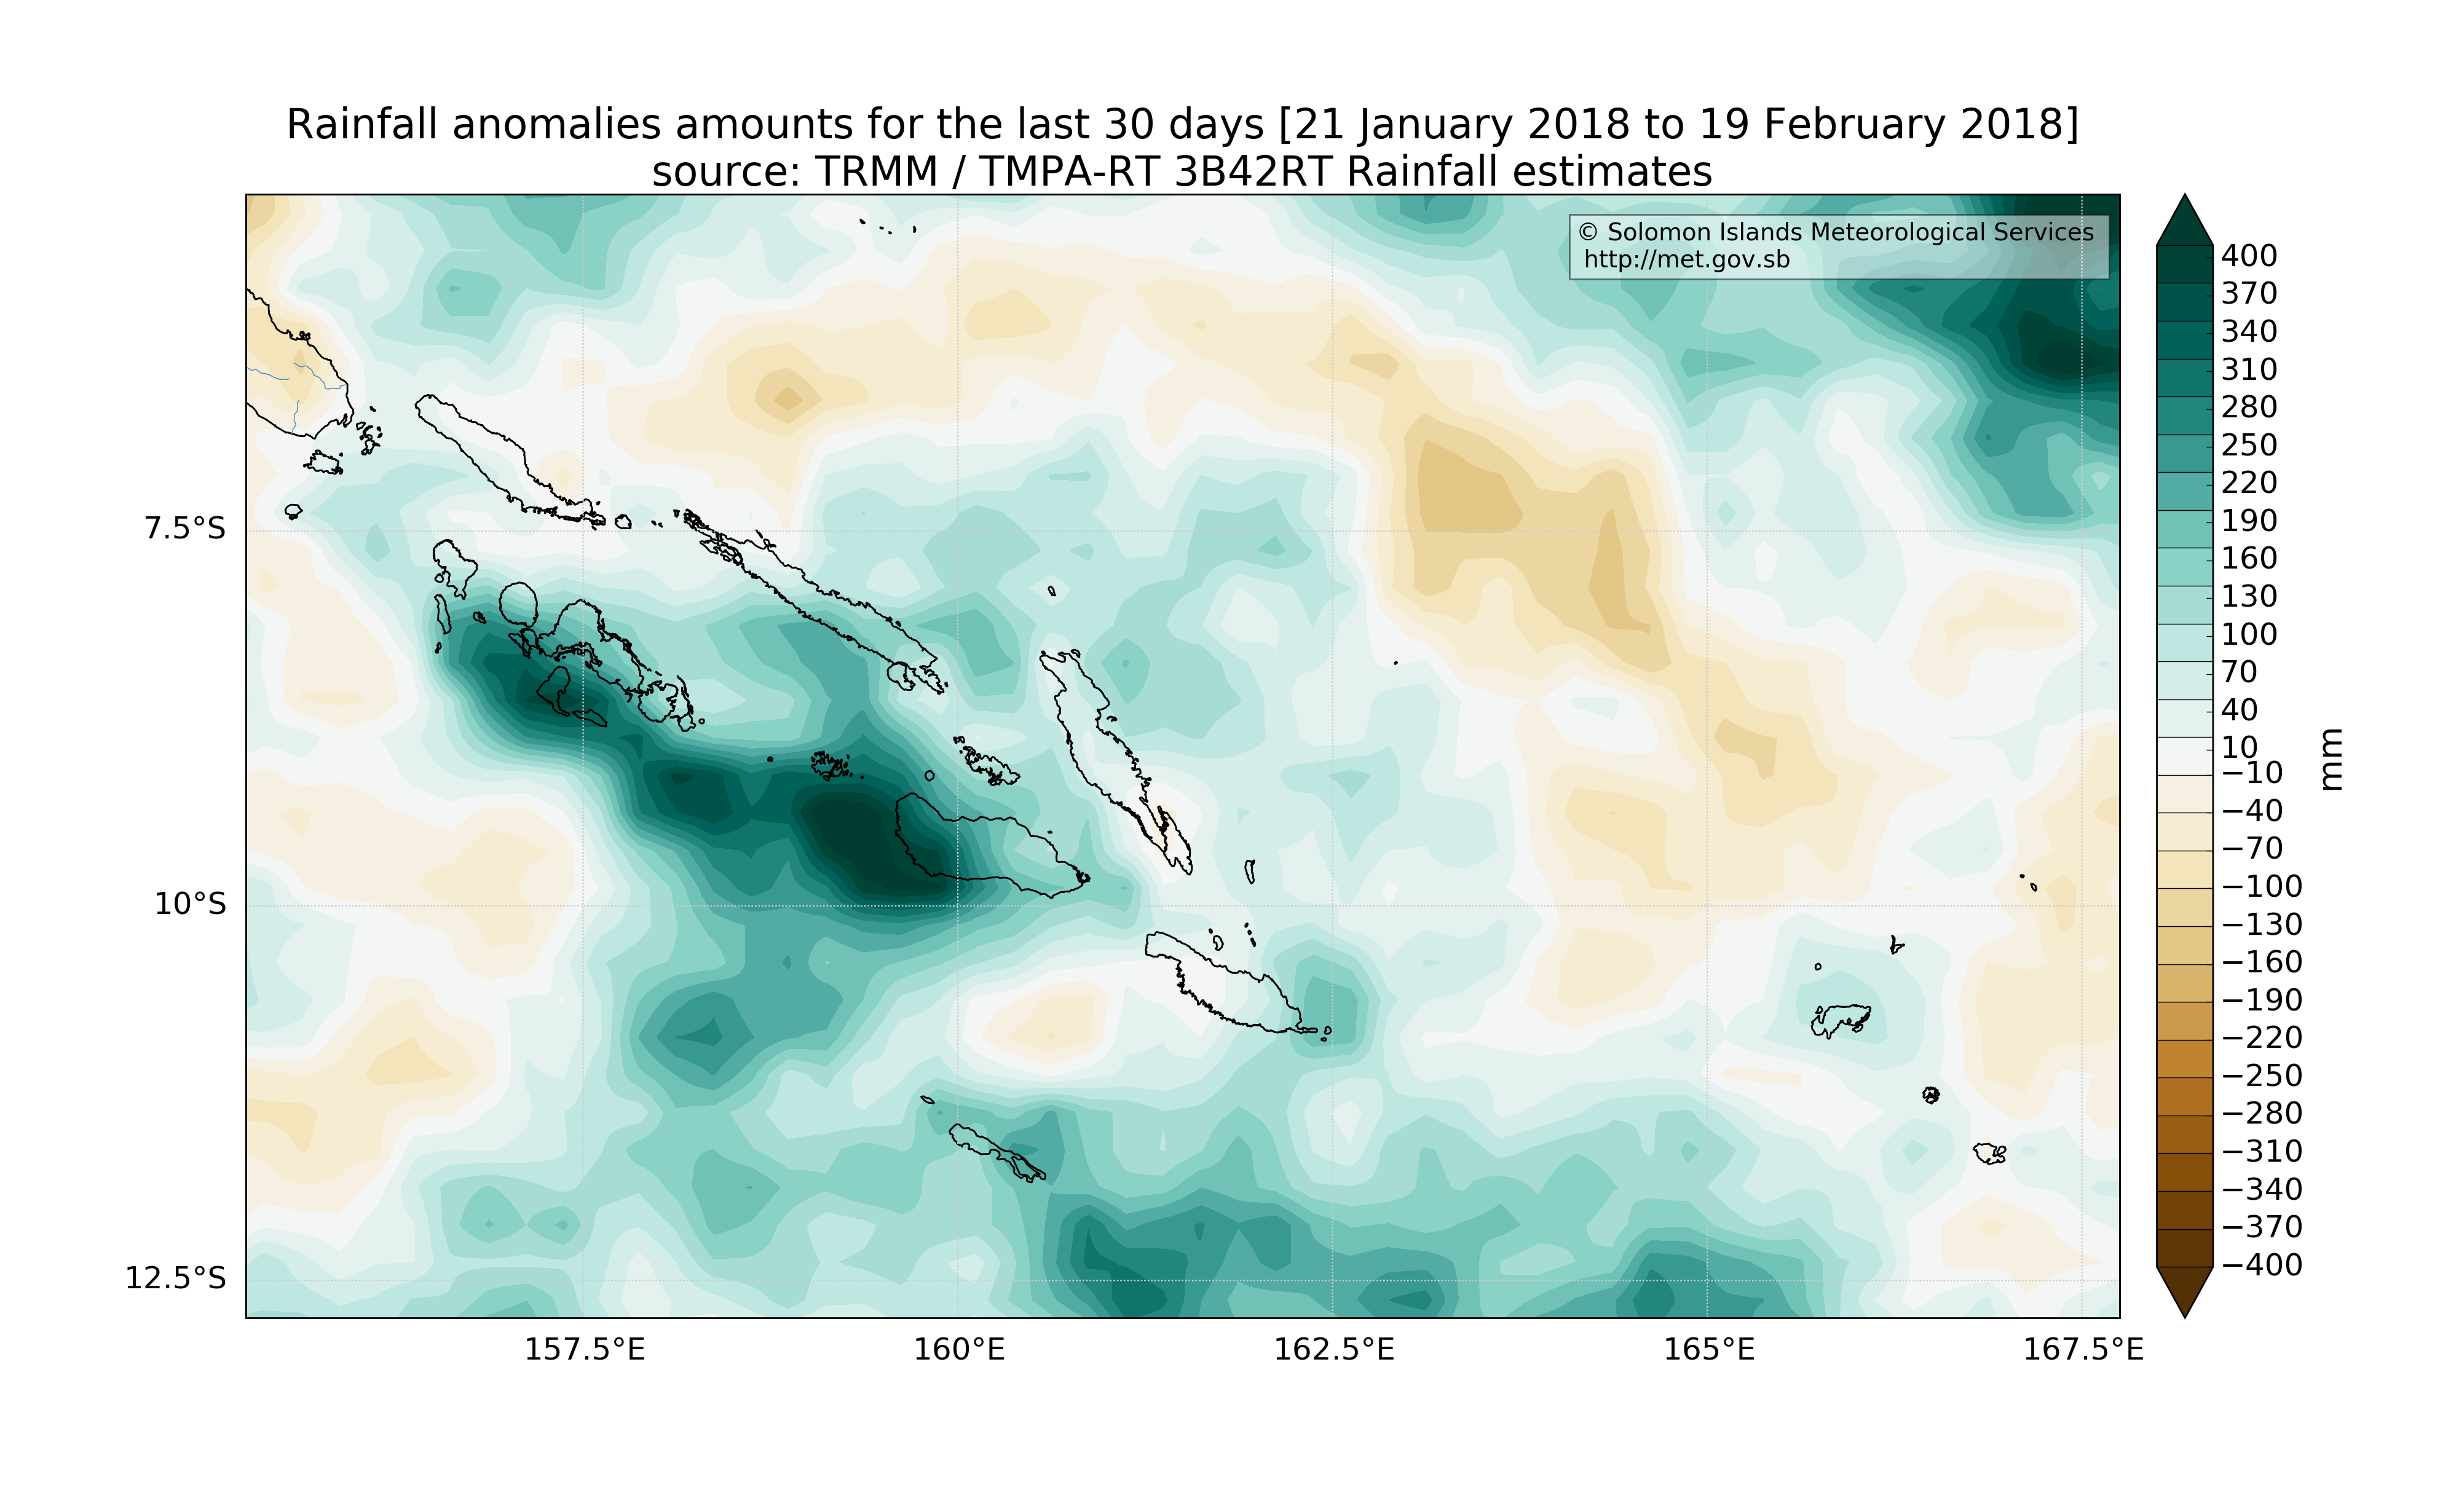 Rainfall anomalies amounts for the last 30 days [21 January 2018 to 19 February 2018]
source: TRMM / TMPA-RT 3B42RT Rainfall estimates
© Solomon Islands Meteorological Services
http://met.gov.sb
7.5°S
10°S
12.5°S
157.5°E
160°E
162.5°E
165°E
167.5°E
400
370
340
310
280
250
220
190
160
130
100
70
40
10
−10
−40
−70
−100
−130
−160
−190
−220
−250
−280
−310
−340
−370
−400
mm